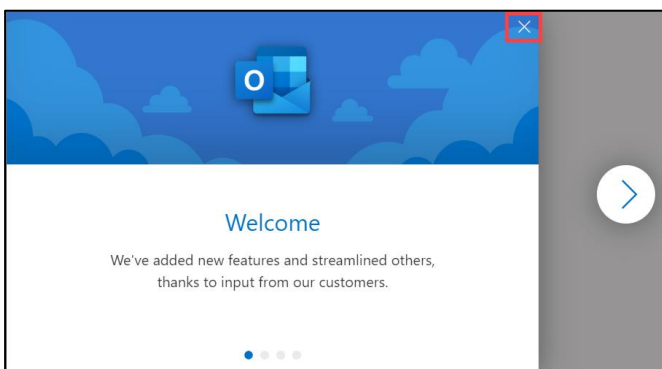 O
Welcome
We've added new features and streamlined others,
thanks to input from our customers.